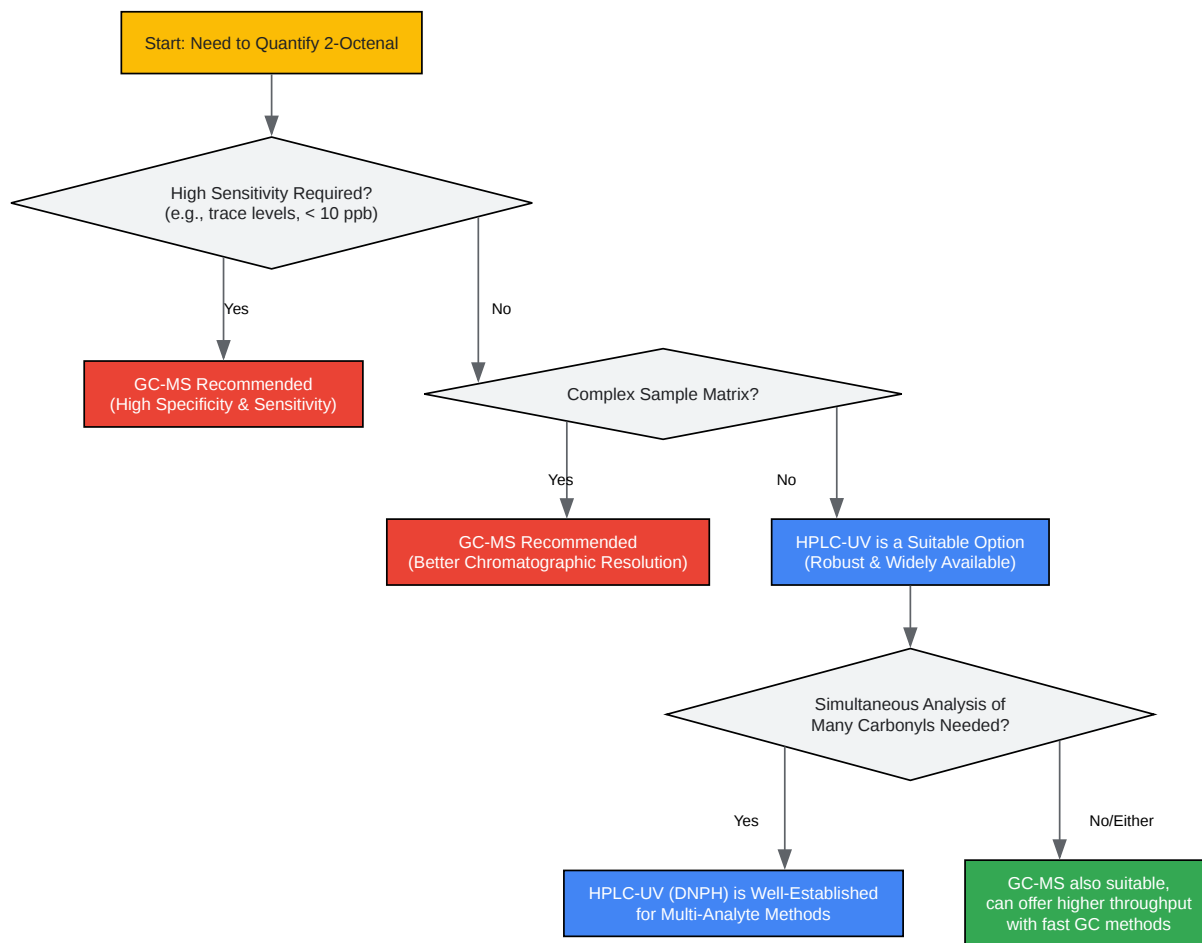 Start: Need to Quantify 2-Octenal
High Sensitivity Required?
(e.g., trace levels, < 10 ppb)
Yes
No
GC-MS Recommended
(High Specificity & Sensitivity)
Complex Sample Matrix?
Yes
No
GC-MS Recommended
(Better Chromatographic Resolution)
HPLC-UV is a Suitable Option
(Robust & Widely Available)
Simultaneous Analysis of
Many Carbonyls Needed?
Yes
No/Either
HPLC-UV (DNPH) is Well-Established
for Multi-Analyte Methods
GC-MS also suitable,
can offer higher throughput
with fast GC methods